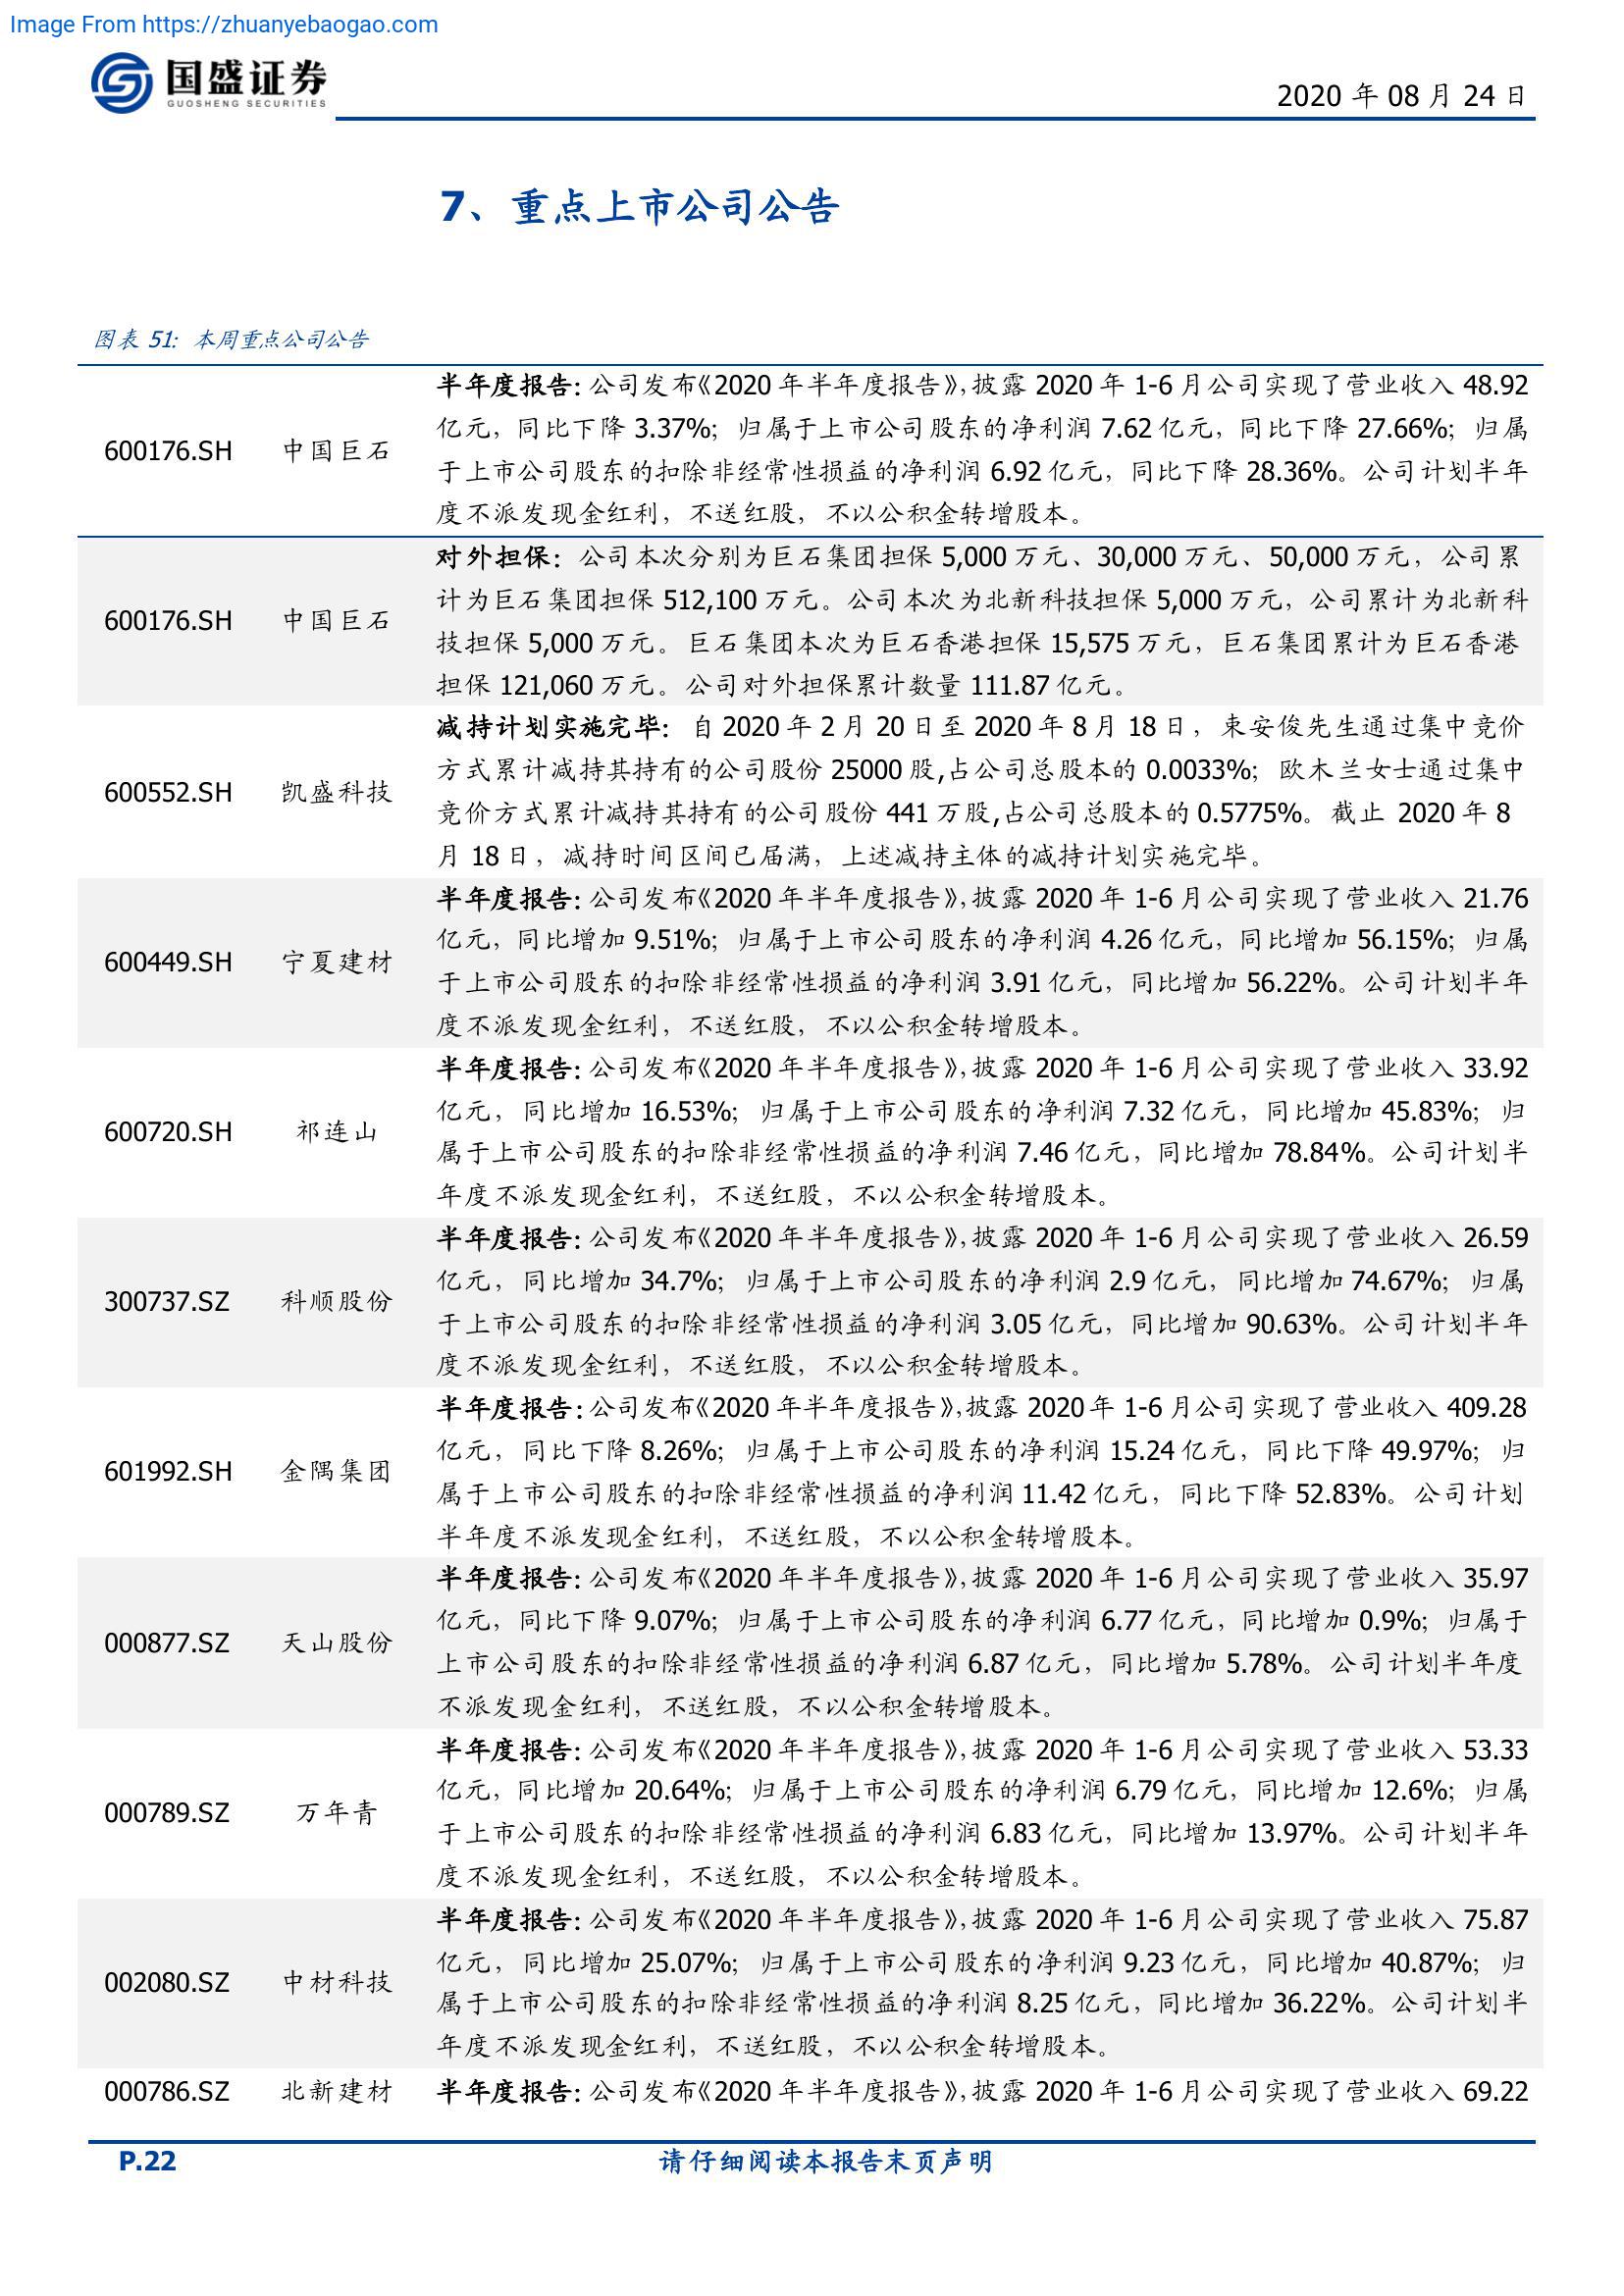 Image From https://zhuanyebaogao.com
国盛证券
GUOSHENG SECURITIES
2020 年 08 月 24 日
7、重点上市公司公告
图表 51：本周重点公司公告
600176.SH 中国巨石
半年度报告：公司发布《2020 年半年度报告》，披露 2020 年 1-6 月公司实现了营业收入 48.92
亿元，同比下降 3.37%；归属于上市公司股东的净利润 7.62 亿元，同比下降 27.66%；归属
于上市公司股东的扣除非经常性损益的净利润 6.92 亿元，同比下降 28.36%。公司计划半年
度不派发现金红利，不送红股，不以公积金转增股本。
600176.SH 中国巨石
对外担保：公司本次分别为巨石集团担保 5,000 万元、30,000 万元、50,000 万元，公司累
计为巨石集团担保 512,100 万元。公司本次为北新科技担保 5,000 万元，公司累计为北新科
技担保 5,000 万元。巨石集团本次为巨石香港担保 15,575 万元，巨石集团累计为巨石香港
担保 121,060 万元。公司对外担保累计数量 111.87 亿元。
600552.SH 凯盛科技
减持计划实施完毕：自 2020 年 2 月 20 日至 2020 年 8 月 18 日，束安俊先生通过集中竞价
方式累计减持其持有的公司股份 25000 股,占公司总股本的 0.0033%；欧木兰女士通过集中
竞价方式累计减持其持有的公司股份 441 万股,占公司总股本的 0.5775%。截止 2020 年 8
月 18 日，减持时间区间已届满，上述减持主体的减持计划实施完毕。
600449.SH 宁夏建材
半年度报告：公司发布《2020 年半年度报告》，披露 2020 年 1-6 月公司实现了营业收入 21.76
亿元，同比增加 9.51%；归属于上市公司股东的净利润 4.26 亿元，同比增加 56.15%；归属
于上市公司股东的扣除非经常性损益的净利润 3.91 亿元，同比增加 56.22%。公司计划半年
度不派发现金红利，不送红股，不以公积金转增股本。
600720.SH 祁连山
半年度报告：公司发布《2020 年半年度报告》，披露 2020 年 1-6 月公司实现了营业收入 33.92
亿元，同比增加 16.53%；归属于上市公司股东的净利润 7.32 亿元，同比增加 45.83%；归
属于上市公司股东的扣除非经常性损益的净利润 7.46 亿元，同比增加 78.84%。公司计划半
年度不派发现金红利，不送红股，不以公积金转增股本。
300737.SZ 科顺股份
半年度报告：公司发布《2020 年半年度报告》，披露 2020 年 1-6 月公司实现了营业收入 26.59
亿元，同比增加 34.7%；归属于上市公司股东的净利润 2.9 亿元，同比增加 74.67%；归属
于上市公司股东的扣除非经常性损益的净利润 3.05 亿元，同比增加 90.63%。公司计划半年
度不派发现金红利，不送红股，不以公积金转增股本。
601992.SH 金隅集团
半年度报告：公司发布《2020 年半年度报告》，披露 2020 年 1-6 月公司实现了营业收入 409.28
亿元，同比下降 8.26%；归属于上市公司股东的净利润 15.24 亿元，同比下降 49.97%；归
属于上市公司股东的扣除非经常性损益的净利润 11.42 亿元，同比下降 52.83%。公司计划
半年度不派发现金红利，不送红股，不以公积金转增股本。
000877.SZ 天山股份
半年度报告：公司发布《2020 年半年度报告》，披露 2020 年 1-6 月公司实现了营业收入 35.97
亿元，同比下降 9.07%；归属于上市公司股东的净利润 6.77 亿元，同比增加 0.9%；归属于
上市公司股东的扣除非经常性损益的净利润 6.87 亿元，同比增加 5.78%。公司计划半年度
不派发现金红利，不送红股，不以公积金转增股本。
000789.SZ 万年青
半年度报告：公司发布《2020 年半年度报告》，披露 2020 年 1-6 月公司实现了营业收入 53.33
亿元，同比增加 20.64%；归属于上市公司股东的净利润 6.79 亿元，同比增加 12.6%；归属
于上市公司股东的扣除非经常性损益的净利润 6.83 亿元，同比增加 13.97%。公司计划半年
度不派发现金红利，不送红股，不以公积金转增股本。
002080.SZ 中材科技
半年度报告：公司发布《2020 年半年度报告》，披露 2020 年 1-6 月公司实现了营业收入 75.87
亿元，同比增加 25.07%；归属于上市公司股东的净利润 9.23 亿元，同比增加 40.87%；归
属于上市公司股东的扣除非经常性损益的净利润 8.25 亿元，同比增加 36.22%。公司计划半
年度不派发现金红利，不送红股，不以公积金转增股本。
000786.SZ 北新建材 半年度报告：公司发布《2020 年半年度报告》，披露 2020 年 1-6 月公司实现了营业收入 69.22
P.22 请仔细阅读本报告末页声明